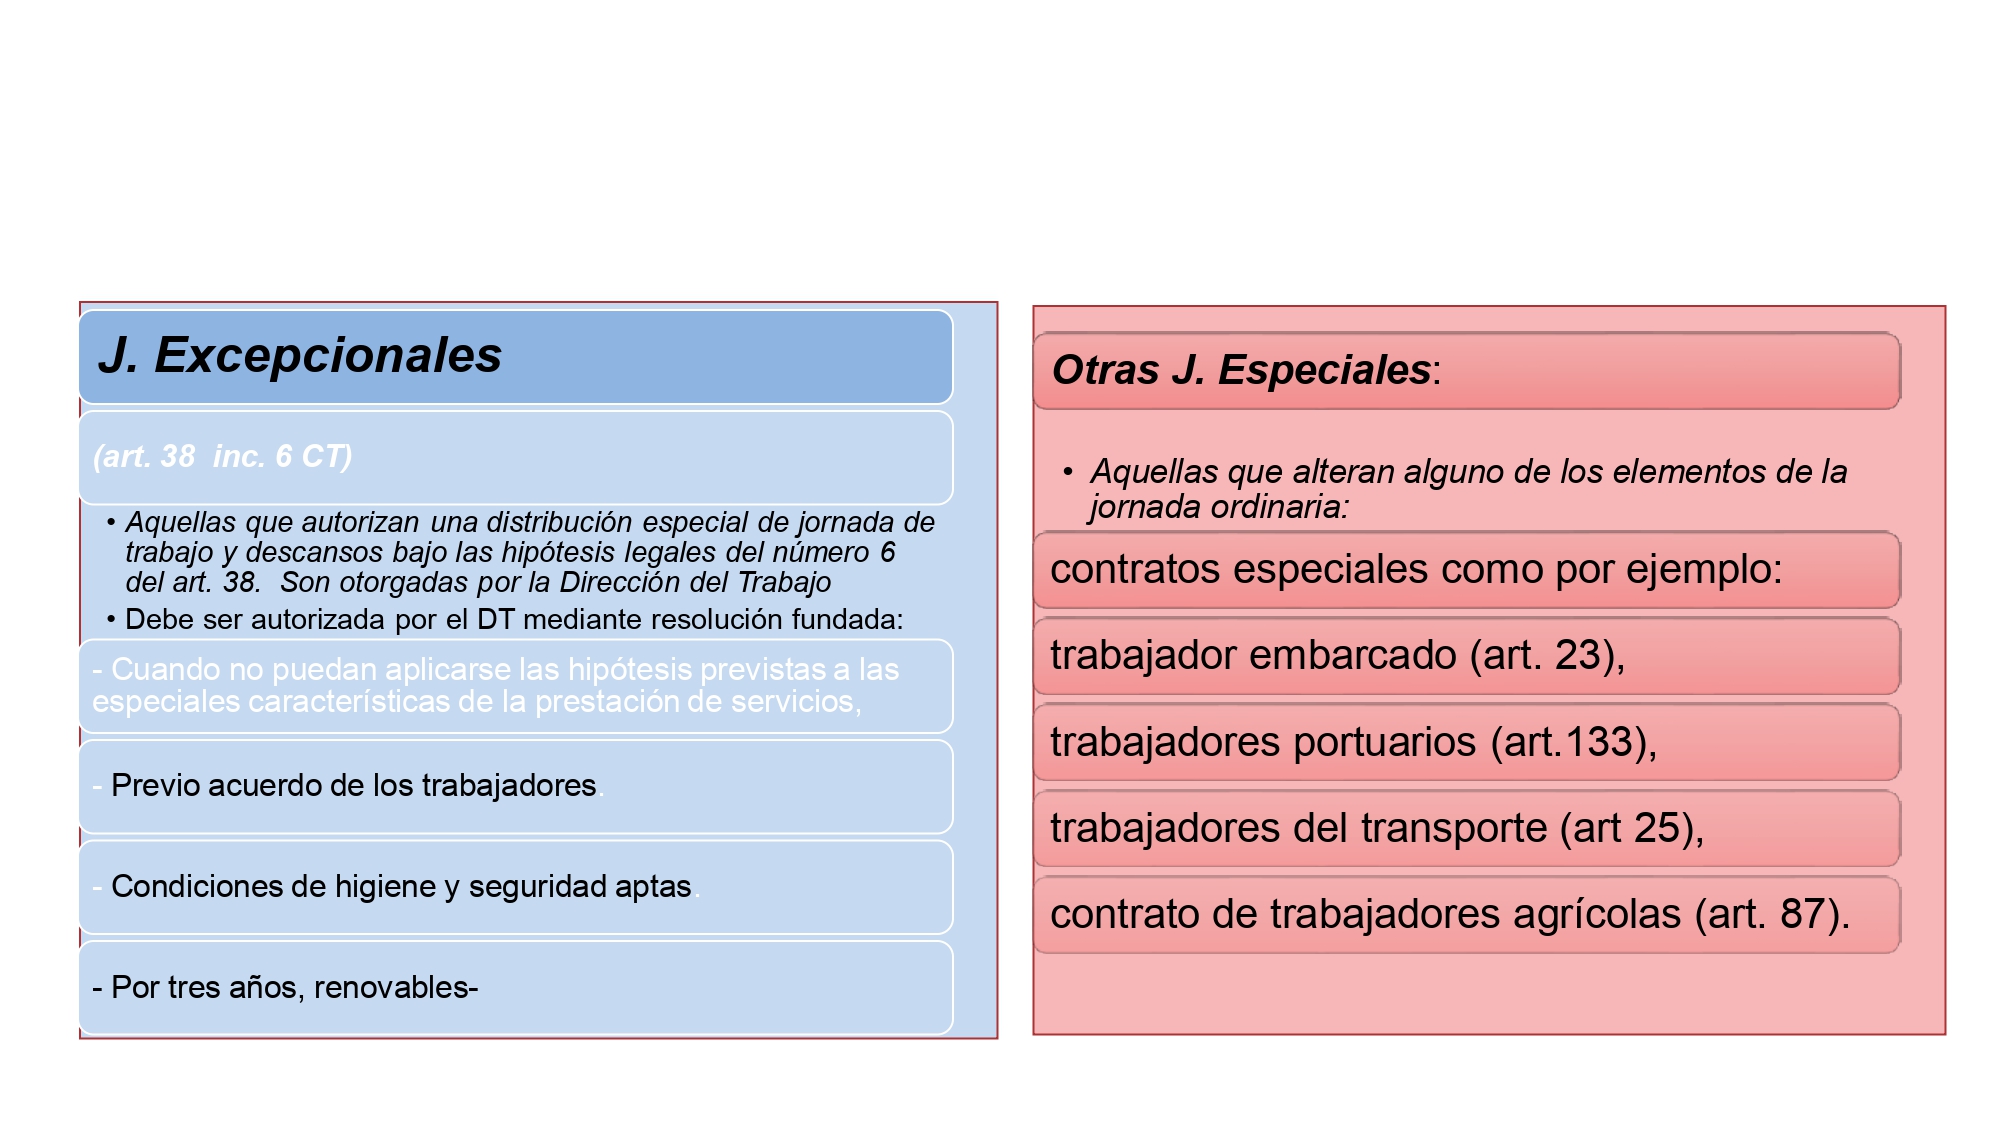 J. Excepcionales
(art. 38  inc. 6 CT)
• Aquellas que autorizan una distribución especial de jornada de
trabajo y descansos bajo las hipótesis legales del número 6
del art. 38.  Son otorgadas por la Dirección del Trabajo
• Debe ser autorizada por el DT mediante resolución fundada:
- Cuando no puedan aplicarse las hipótesis previstas a las
especiales características de la prestación de servicios,
- Previo acuerdo de los trabajadores.
- Condiciones de higiene y seguridad aptas.
- Por tres años, renovables-
Otras J. Especiales:
• Aquellas que alteran alguno de los elementos de la
jornada ordinaria:
contratos especiales como por ejemplo:
trabajador embarcado (art. 23),
trabajadores portuarios (art.133),
trabajadores del transporte (art 25),
contrato de trabajadores agrícolas (art. 87).